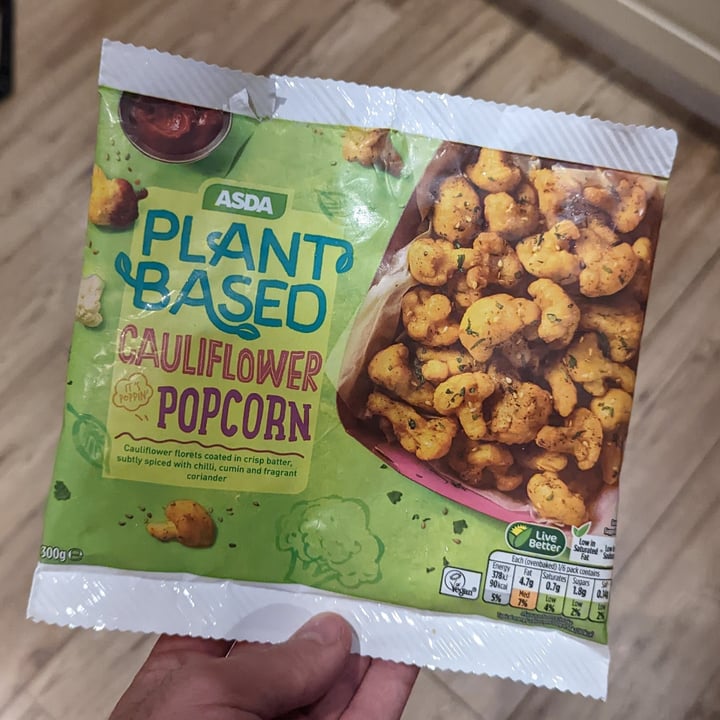 ASDA
PLANT
BASED
CAULIFLOWER
IT'S
POPPIN'
POPCORN
Cauliflower florets coated in crisp batter,
subtly spiced with chilli, cumin and fragrant
coriander
300g e
Live
Better
Low in
Saturated
Fat
Vegan
Each (ovenbaked) 1/6 pack contains
Energy Fat Saturates Sugars
378kJ 4.7g 0.7g 1.8g
90kcal Med Low Low Low
5% 7% 4% 2% 2%